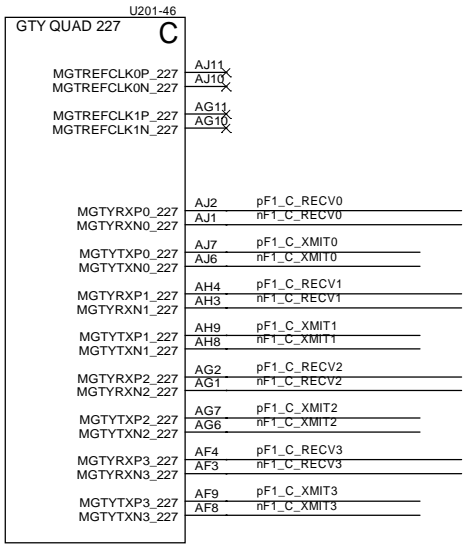 U201-46
GTY QUAD 227 C
MGTREFCLK0P_227 AJ11
MGTREFCLK0N_227 AJ10
MGTREFCLK1P_227 AG11
MGTREFCLK1N_227 AG10
MGTYRXP0_227 AJ2 pF1_C_RECV0
MGTYRXN0_227 AJ1 nF1_C_RECV0
MGTYTXP0_227 AJ7 pF1_C_XMIT0
MGTYTXN0_227 AJ6 nF1_C_XMIT0
MGTYRXP1_227 AH4 pF1_C_RECV1
MGTYRXN1_227 AH3 nF1_C_RECV1
MGTYTXP1_227 AH9 pF1_C_XMIT1
MGTYTXN1_227 AH8 nF1_C_XMIT1
MGTYRXP2_227 AG2 pF1_C_RECV2
MGTYRXN2_227 AG1 nF1_C_RECV2
MGTYTXP2_227 AG7 pF1_C_XMIT2
MGTYTXN2_227 AG6 nF1_C_XMIT2
MGTYRXP3_227 AF4 pF1_C_RECV3
MGTYRXN3_227 AF3 nF1_C_RECV3
MGTYTXP3_227 AF9 pF1_C_XMIT3
MGTYTXN3_227 AF8 nF1_C_XMIT3